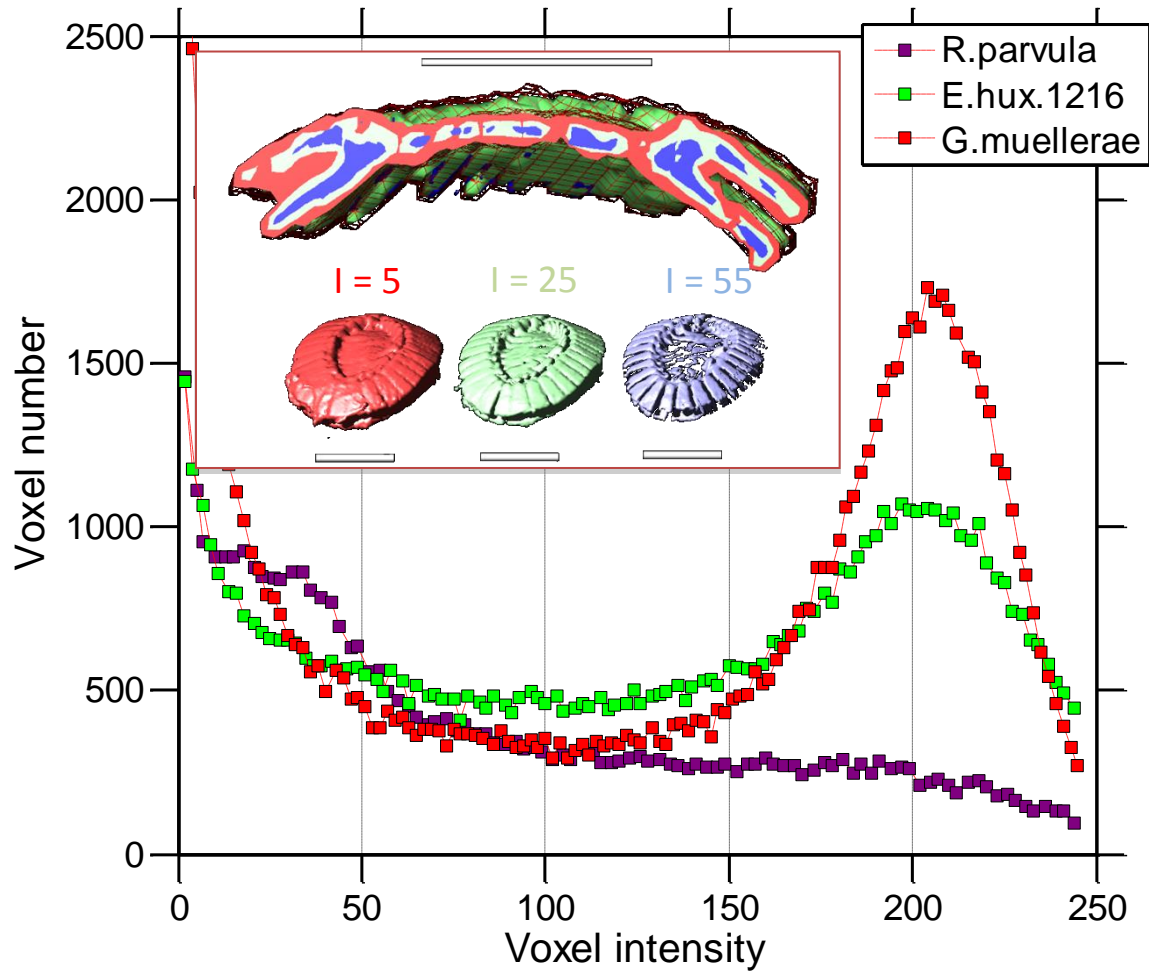 2500
2000
1500
1000
500
0
Voxel number
R.parvula
E.hux.1216
G.muellerae
I = 5
I = 25
I = 55
0
50
100
150
200
250
Voxel intensity